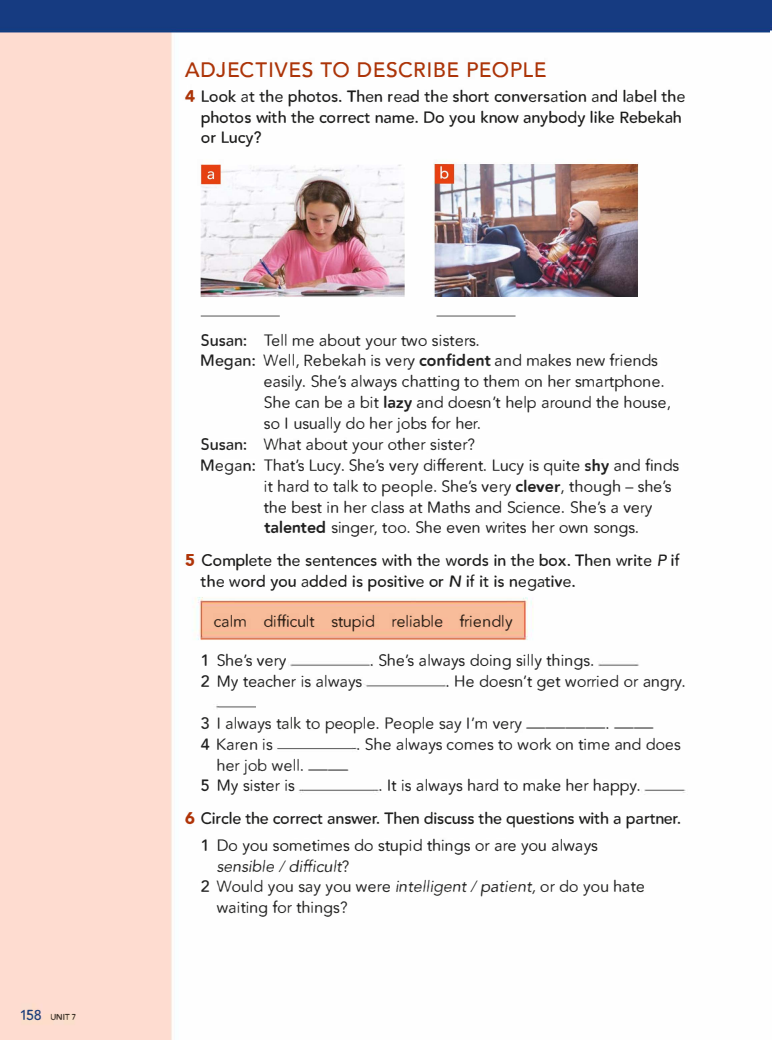 ADJECTIVES TO DESCRIBE PEOPLE
4 Look at the photos. Then read the short conversation and label the
photos with the correct name. Do you know anybody like Rebekah
or Lucy?
a
b
Susan: Tell me about your two sisters.
Megan: Well, Rebekah is very confident and makes new friends
easily. She's always chatting to them on her smartphone.
She can be a bit lazy and doesn't help around the house,
so I usually do her jobs for her.
Susan: What about your other sister?
Megan: That's Lucy. She's very different. Lucy is quite shy and finds
it hard to talk to people. She's very clever, though – she's
the best in her class at Maths and Science. She's a very
talented singer, too. She even writes her own songs.
5 Complete the sentences with the words in the box. Then write P if
the word you added is positive or N if it is negative.
calm difficult stupid reliable friendly
1 She's very __________. She's always doing silly things. _____
2 My teacher is always __________. He doesn't get worried or angry.
_____
3 I always talk to people. People say I'm very __________. _____
4 Karen is __________. She always comes to work on time and does
her job well. _____
5 My sister is __________. It is always hard to make her happy. _____
6 Circle the correct answer. Then discuss the questions with a partner.
1 Do you sometimes do stupid things or are you always
sensible / difficult?
2 Would you say you were intelligent / patient, or do you hate
waiting for things?
158 UNIT 7